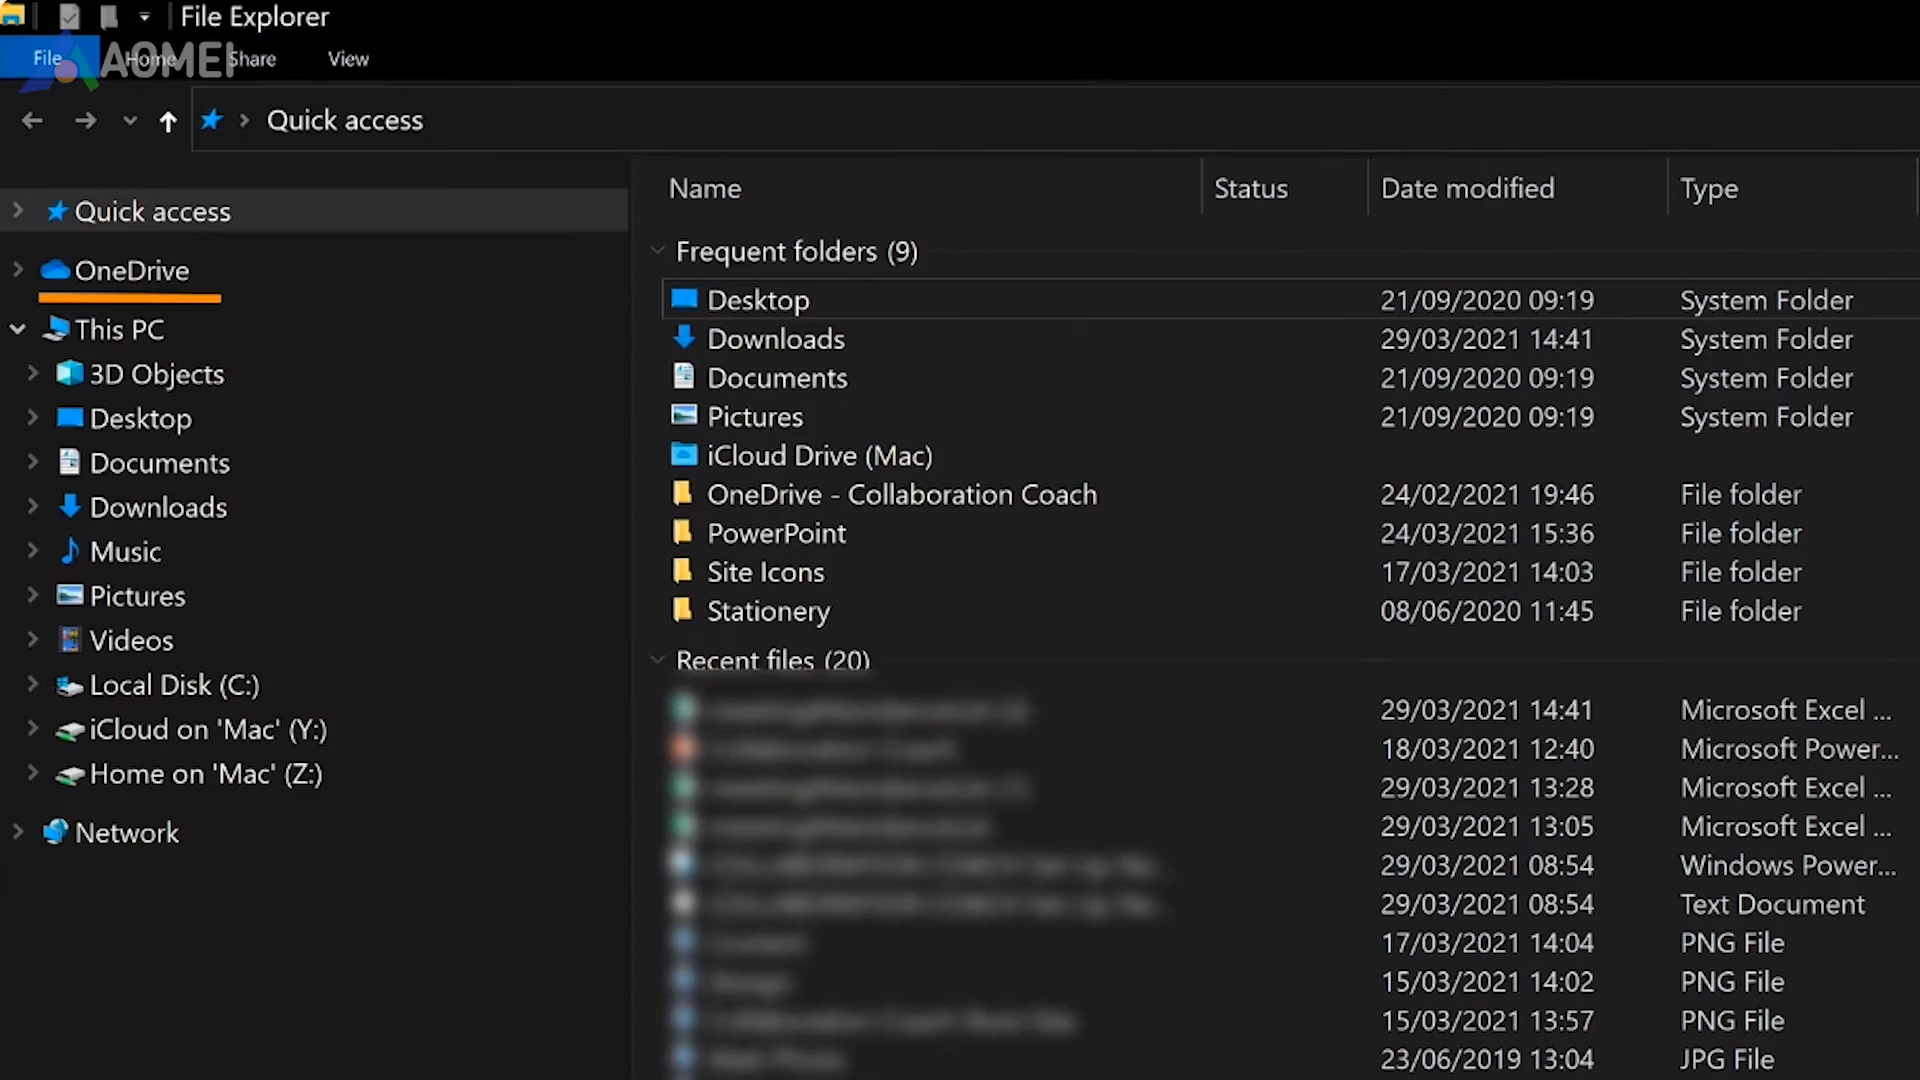 File Explorer
File Home Share View
AOMEI
Quick access
Name Status Date modified Type
Quick access
OneDrive
This PC
3D Objects
Desktop
Documents
Downloads
Music
Pictures
Videos
Local Disk (C:)
iCloud on 'Mac' (Y:)
Home on 'Mac' (Z:)
Network
Frequent folders (9)
Desktop 21/09/2020 09:19 System Folder
Downloads 29/03/2021 14:41 System Folder
Documents 21/09/2020 09:19 System Folder
Pictures 21/09/2020 09:19 System Folder
iCloud Drive (Mac)
OneDrive - Collaboration Coach 24/02/2021 19:46 File folder
PowerPoint 24/03/2021 15:36 File folder
Site Icons 17/03/2021 14:03 File folder
Stationery 08/06/2020 11:45 File folder
Recent files (20)
29/03/2021 14:41 Microsoft Excel ...
18/03/2021 12:40 Microsoft Power...
29/03/2021 13:28 Microsoft Excel ...
29/03/2021 13:05 Microsoft Excel ...
29/03/2021 08:54 Windows Power...
29/03/2021 08:54 Text Document
17/03/2021 14:04 PNG File
15/03/2021 14:02 PNG File
15/03/2021 13:57 PNG File
23/06/2019 13:04 JPG File